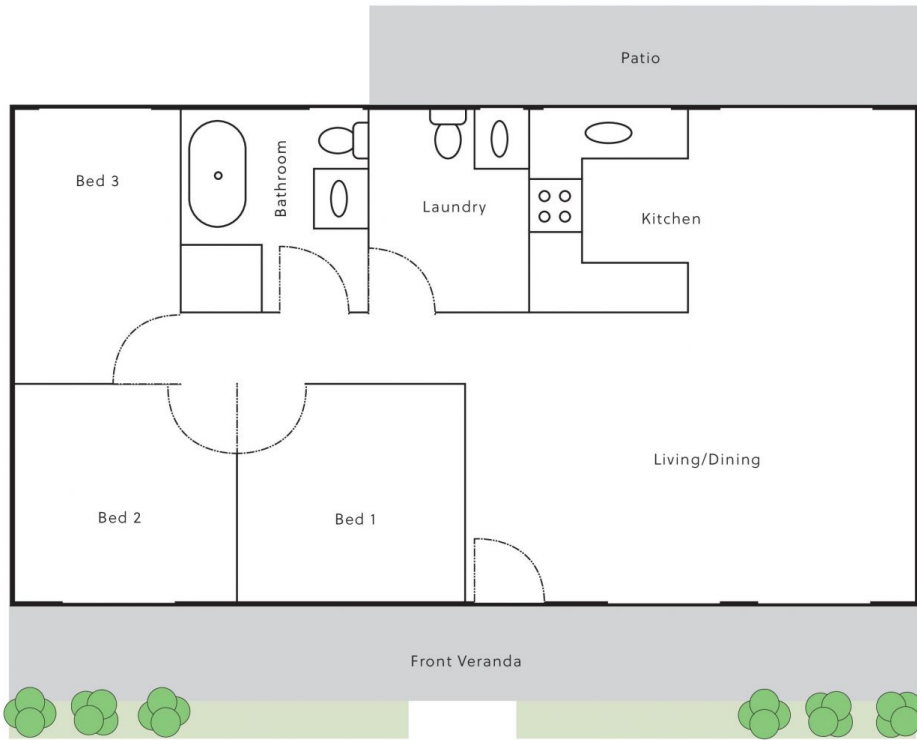 Patio
Bed 3
Bathroom
Laundry
Kitchen
Living/Dining
Bed 2
Bed 1
Front Veranda